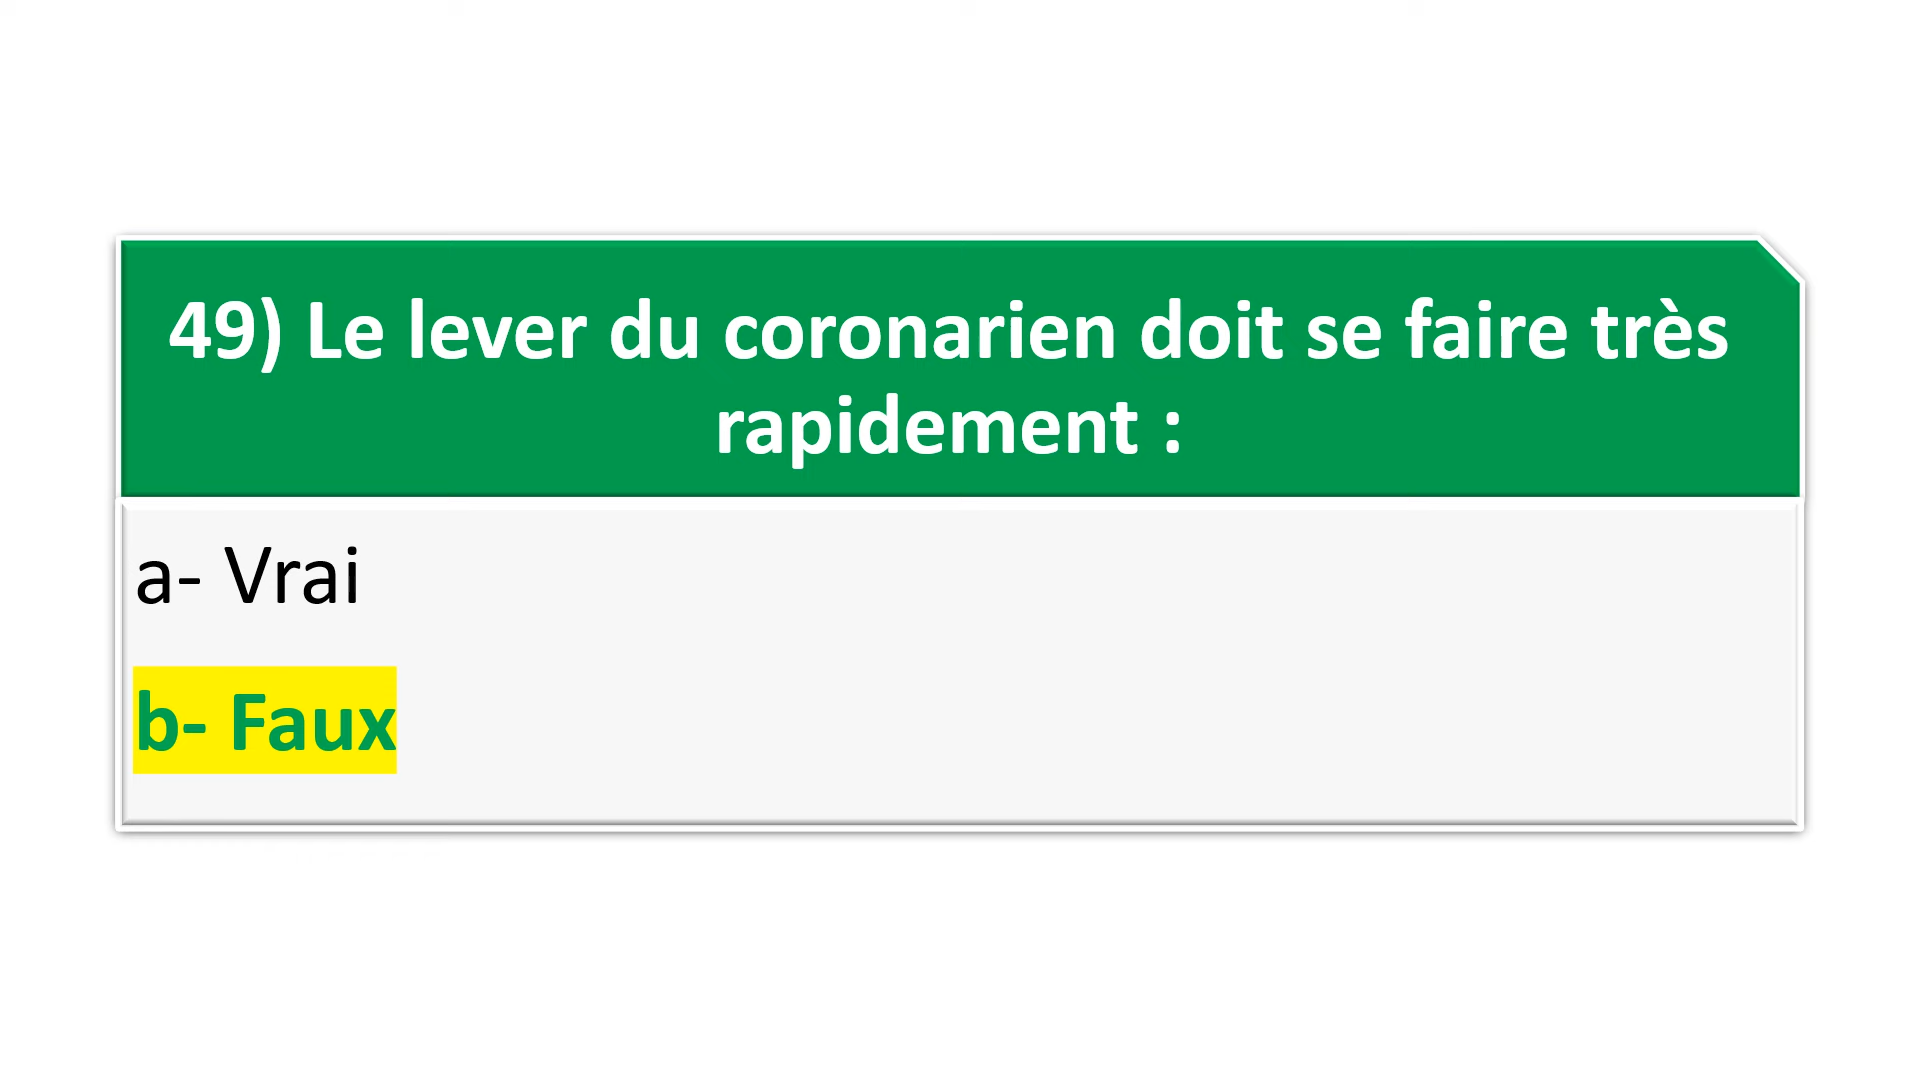 49) Le lever du coronarien doit se faire très
rapidement :
a- Vrai
b- Faux